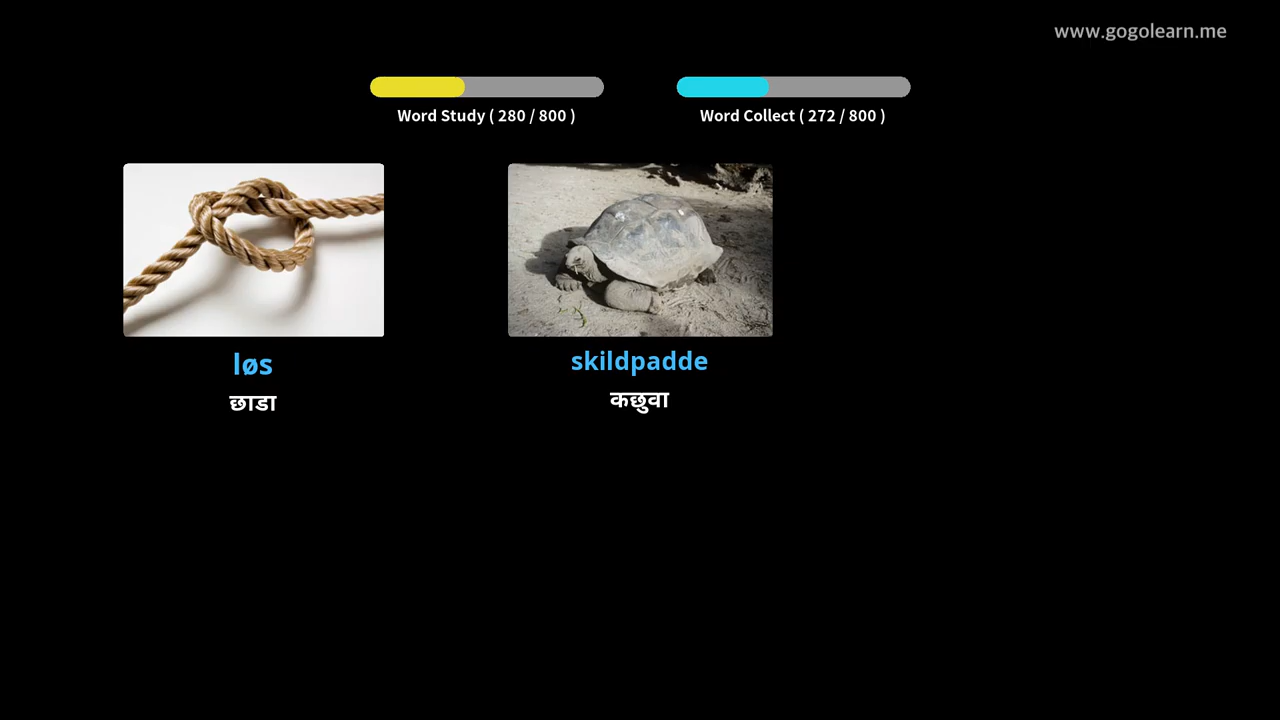 www.gogolearn.me
Word Study ( 280 / 800 )
Word Collect ( 272 / 800 )
løs
छाडा
skildpadde
कछुवा